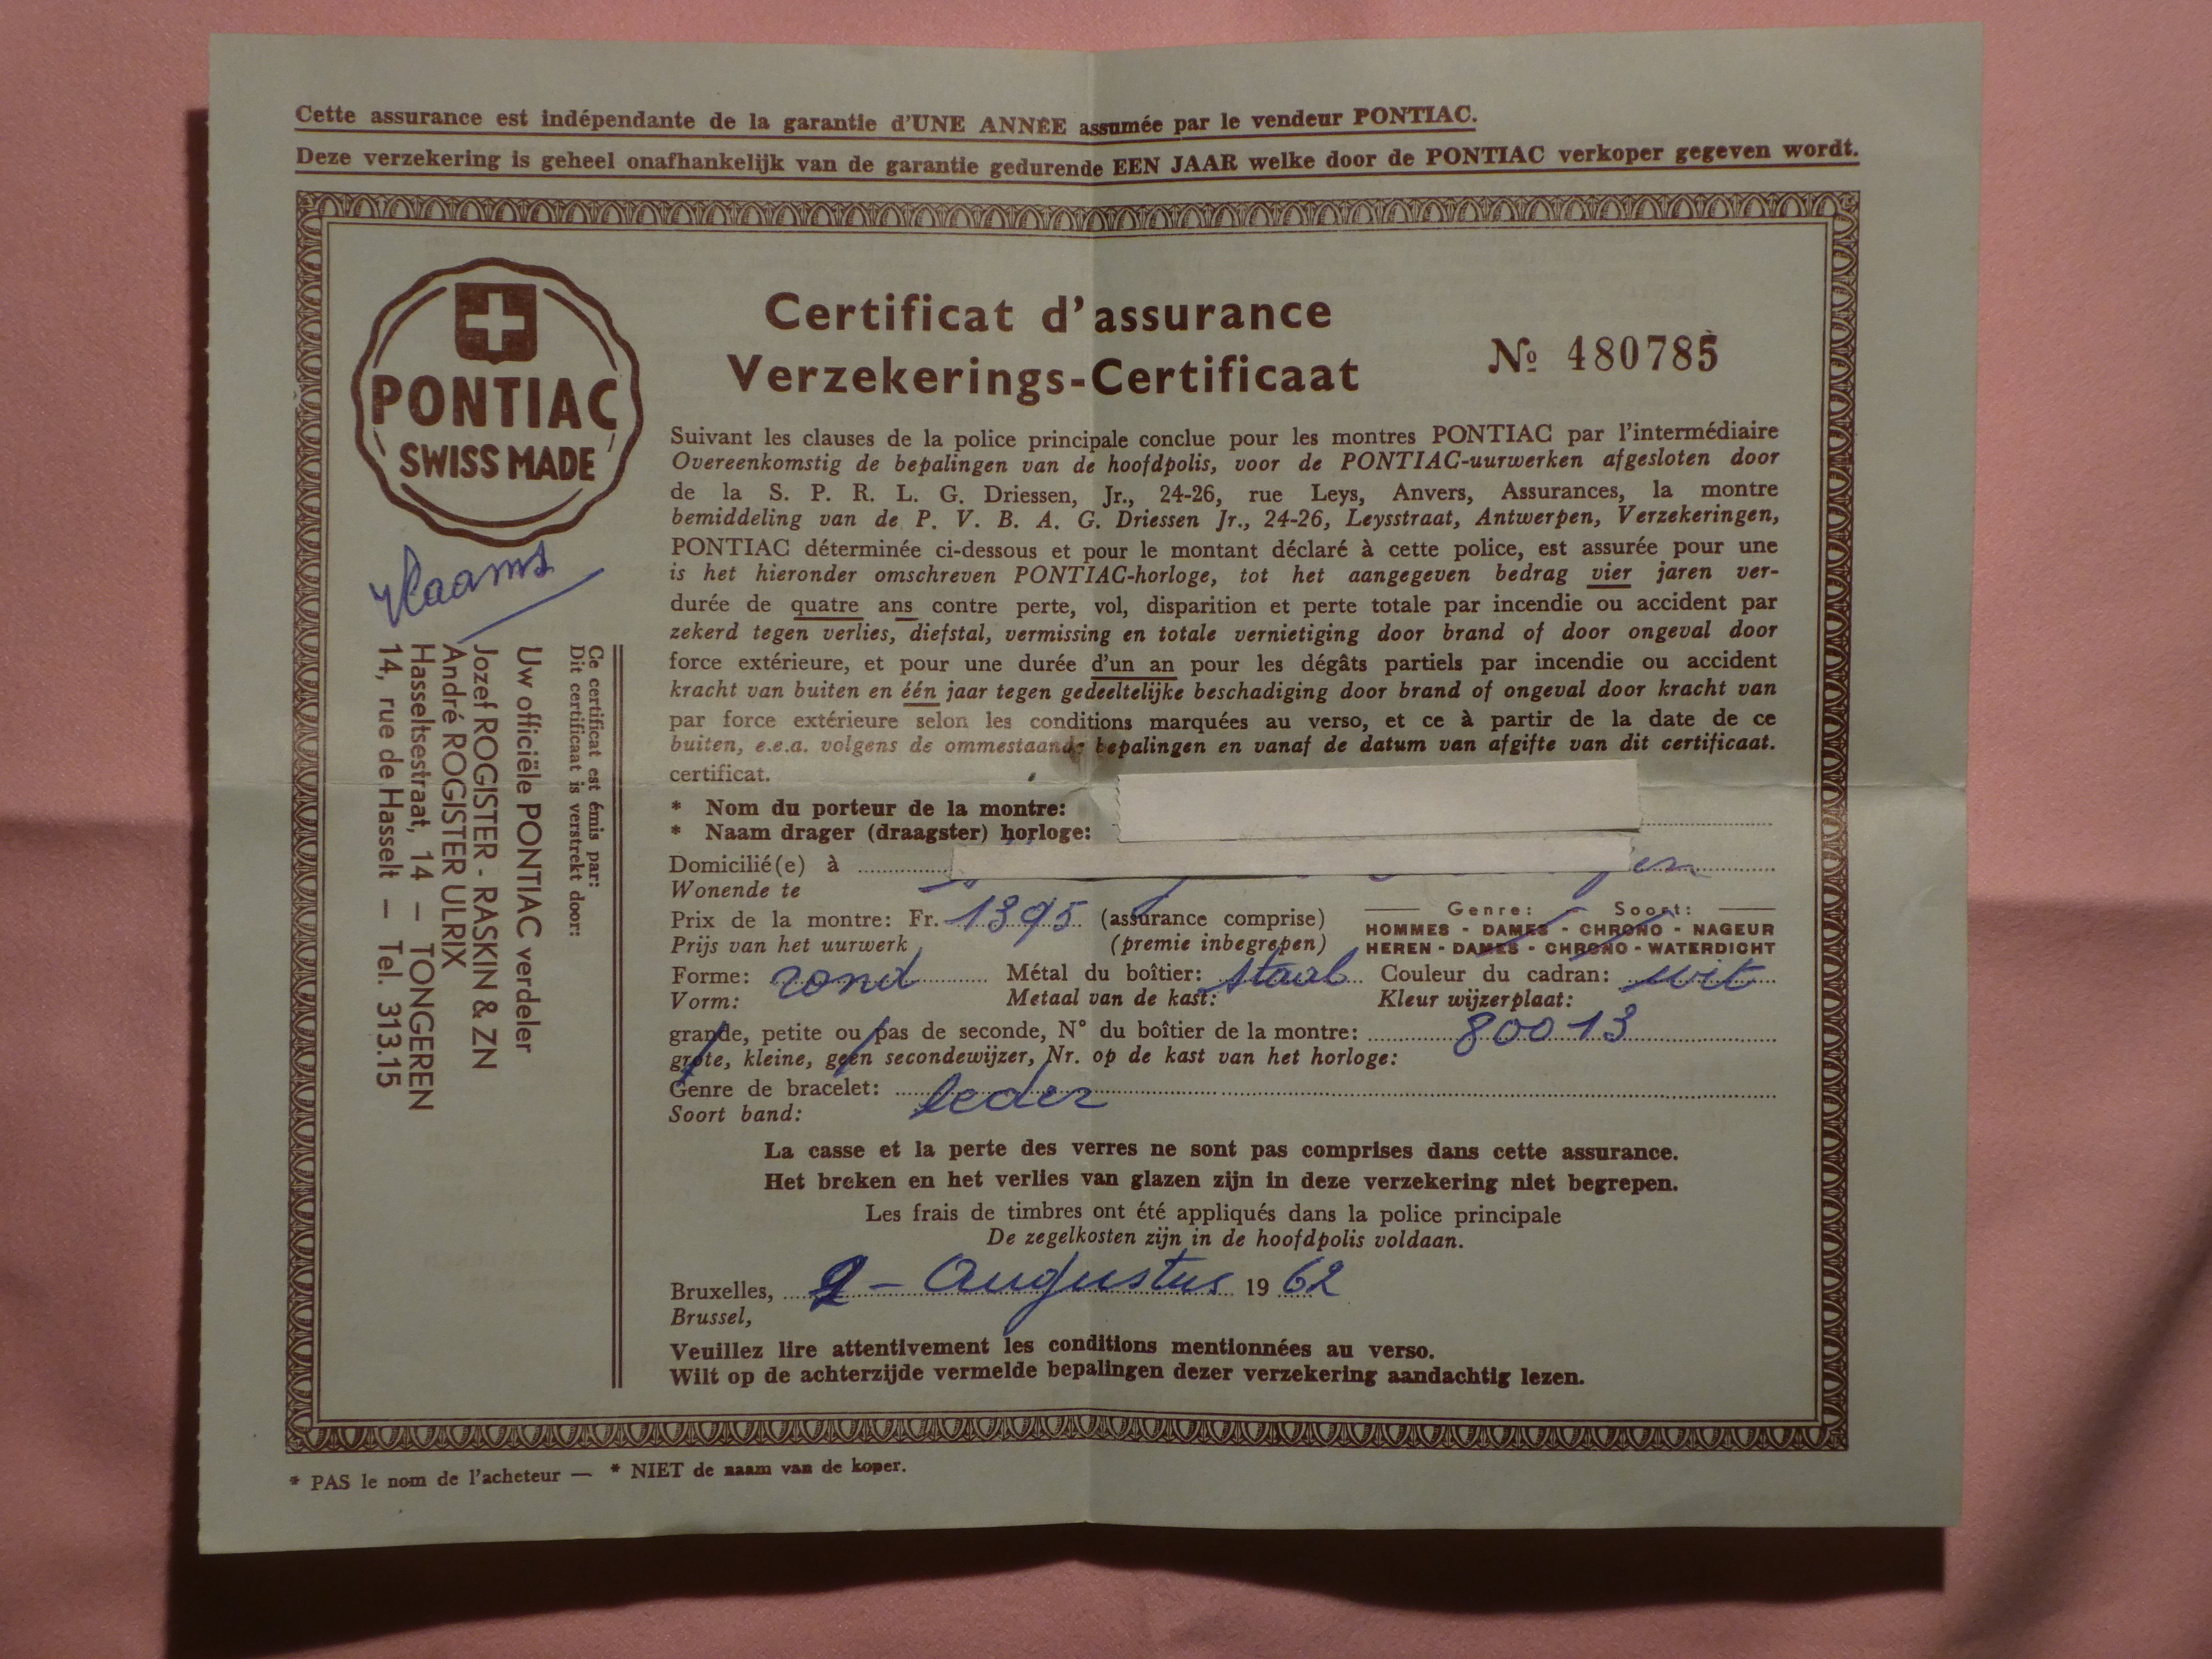 Cette assurance est indépendante de la garantie d'UNE ANNÉE assumée par le vendeur PONTIAC.
Deze verzekering is geheel onafhankelijk van de garantie gedurende EEN JAAR welke door de PONTIAC verkoper gegeven wordt.
PONTIAC
SWISS MADE
Certificat d'assurance
Verzekerings-Certificaat
Nº 480785
Suivant les clauses de la police principale conclue pour les montres PONTIAC par l'intermédiaire
Overeenkomstig de bepalingen van de hoofdpolis, voor de PONTIAC-uurwerken afgesloten door
de la S. P. R. L. G. Driessen, Jr., 24-26, rue Leys, Anvers, Assurances, la montre
bemiddeling van de P. V. B. A. G. Driessen Jr., 24-26, Leysstraat, Antwerpen, Verzekeringen,
PONTIAC déterminée ci-dessous et pour le montant déclaré à cette police, est assurée pour une
is het hieronder omschreven PONTIAC-horloge, tot het aangegeven bedrag vier jaren ver-
durée de quatre ans contre perte, vol, disparition et perte totale par incendie ou accident par
zekerd tegen verlies, diefstal, vermissing en totale vernietiging door brand of door ongeval door
force extérieure, et pour une durée d'un an pour les dégâts partiels par incendie ou accident
kracht van buiten en één jaar tegen gedeeltelijke beschadiging door brand of ongeval door kracht van
par force extérieure selon les conditions marquées au verso, et ce à partir de la date de ce
buiten, e.e.a. volgens de ommestaande bepalingen en vanaf de datum van afgifte van dit certificaat.
certificat.
* Nom du porteur de la montre:
* Naam drager (draagster) horloge:
Domicilié(e) à
Wonende te
Prix de la montre: Fr. 1395 (assurance comprise)
Prijs van het uurwerk (premie inbegrepen)
Genre: - Soort:
HOMMES - DAMES - CHRONO - NAGEUR
HEREN - DAMES - CHRONO - WATERDICHT
Forme: rond Métal du boîtier: staal Couleur du cadran: wit
Vorm: Metaal van de kast: Kleur wijzerplaat:
grande, petite ou pas de seconde, N° du boîtier de la montre: 80013
grote, kleine, geen secondewijzer, Nr. op de kast van het horloge:
Genre de bracelet: leder
Soort band:
La casse et la perte des verres ne sont pas comprises dans cette assurance.
Het breken en het verlies van glazen zijn in deze verzekering niet begrepen.
Les frais de timbres ont été appliqués dans la police principale
De zegelkosten zijn in de hoofdpolis voldaan.
Bruxelles, 2 - Augustus 19 62
Brussel,
Veuillez lire attentivement les conditions mentionnées au verso.
Wilt op de achterzijde vermelde bepalingen dezer verzekering aandachtig lezen.
Vlaams
Ce certificat est émis par:
Dit certificaat is verstrekt door:
Uw officiële PONTIAC verdeler
Jozef ROGISTER - RASKIN & ZN
André ROGISTER ULRIX
Hasseltsestraat, 14 — TONGEREN
14, rue de Hasselt — Tel. 313.15
* PAS le nom de l'acheteur — * NIET de naam van de koper.